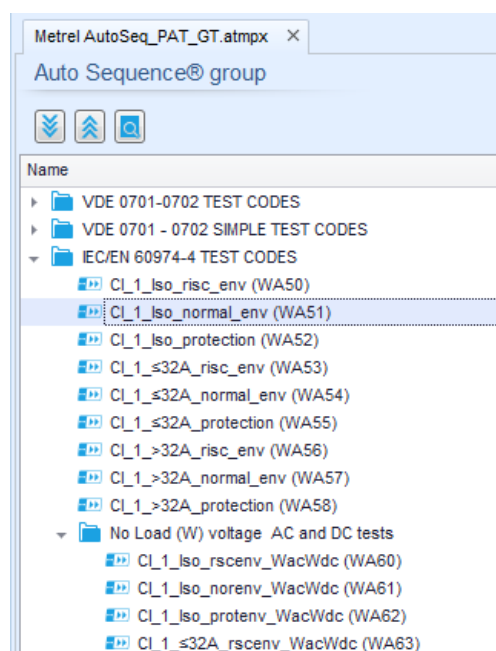 Metrel AutoSeq_PAT_GT.atmpx
Auto Sequence® group
Name
VDE 0701-0702 TEST CODES
VDE 0701 - 0702 SIMPLE TEST CODES
IEC/EN 60974-4 TEST CODES
Cl_1_Iso_risc_env (WA50)
Cl_1_Iso_normal_env (WA51)
Cl_1_Iso_protection (WA52)
Cl_1_≤32A_risc_env (WA53)
Cl_1_≤32A_normal_env (WA54)
Cl_1_≤32A_protection (WA55)
Cl_1_>32A_risc_env (WA56)
Cl_1_>32A_normal_env (WA57)
Cl_1_>32A_protection (WA58)
No Load (W) voltage AC and DC tests
Cl_1_Iso_rscenv_WacWdc (WA60)
Cl_1_Iso_norenv_WacWdc (WA61)
Cl_1_Iso_protenv_WacWdc (WA62)
Cl_1_≤32A_rscenv_WacWdc (WA63)